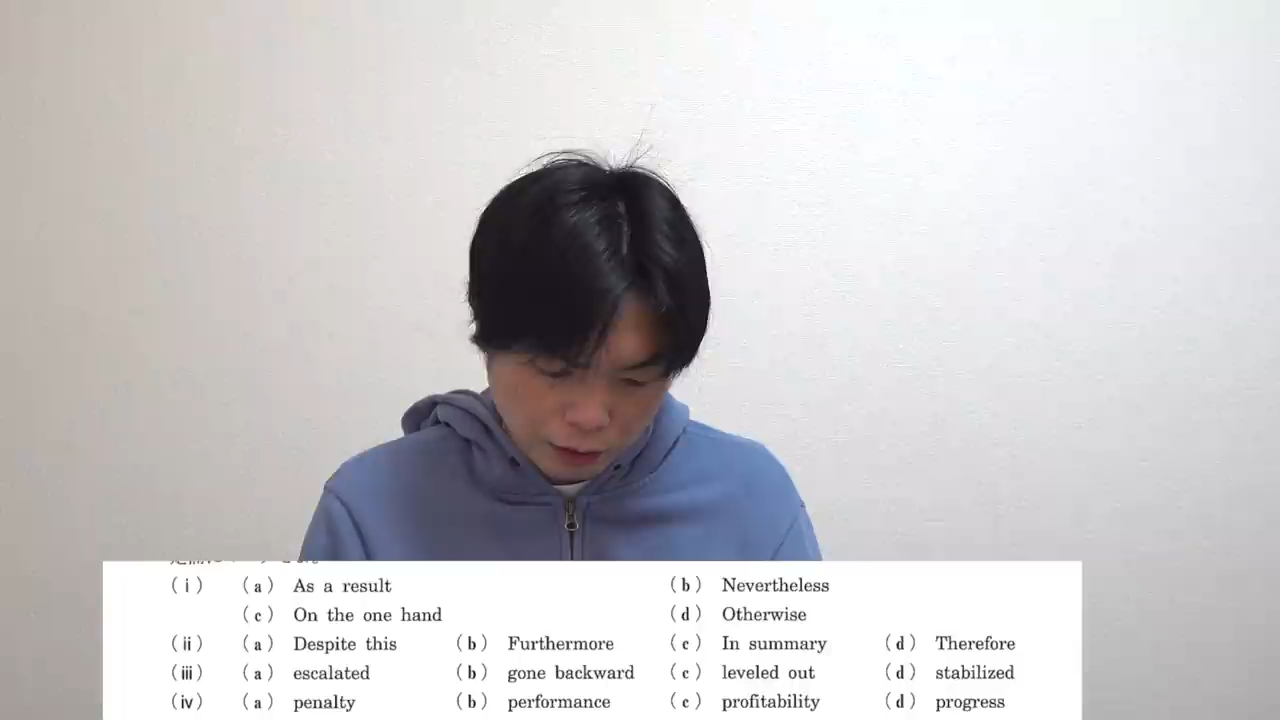 (ⅰ) (a) As a result (b) Nevertheless
(c) On the one hand (d) Otherwise
(ⅱ) (a) Despite this (b) Furthermore (c) In summary (d) Therefore
(ⅲ) (a) escalated (b) gone backward (c) leveled out (d) stabilized
(ⅳ) (a) penalty (b) performance (c) profitability (d) progress